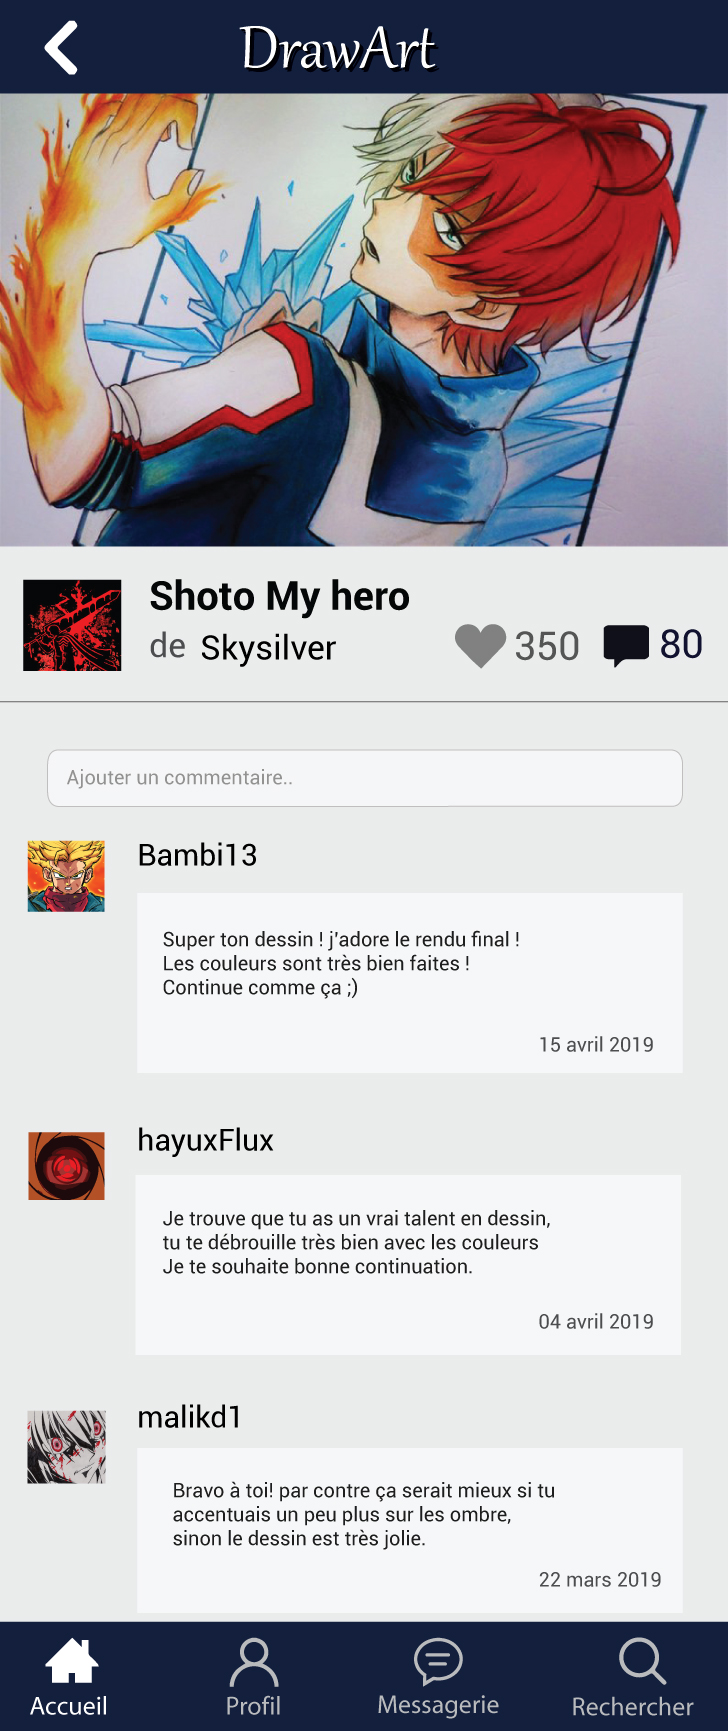 DrawArt
Shoto My hero
de Skysilver
350
80
Ajouter un commentaire..
Bambi13
Super ton dessin ! j'adore le rendu final !
Les couleurs sont très bien faites !
Continue comme ça ;)
15 avril 2019
hayuxFlux
Je trouve que tu as un vrai talent en dessin,
tu te débrouille très bien avec les couleurs
Je te souhaite bonne continuation.
04 avril 2019
malikd1
Bravo à toi! par contre ça serait mieux si tu
accentuais un peu plus sur les ombre,
sinon le dessin est très jolie.
22 mars 2019
Accueil
Profil
Messagerie
Rechercher